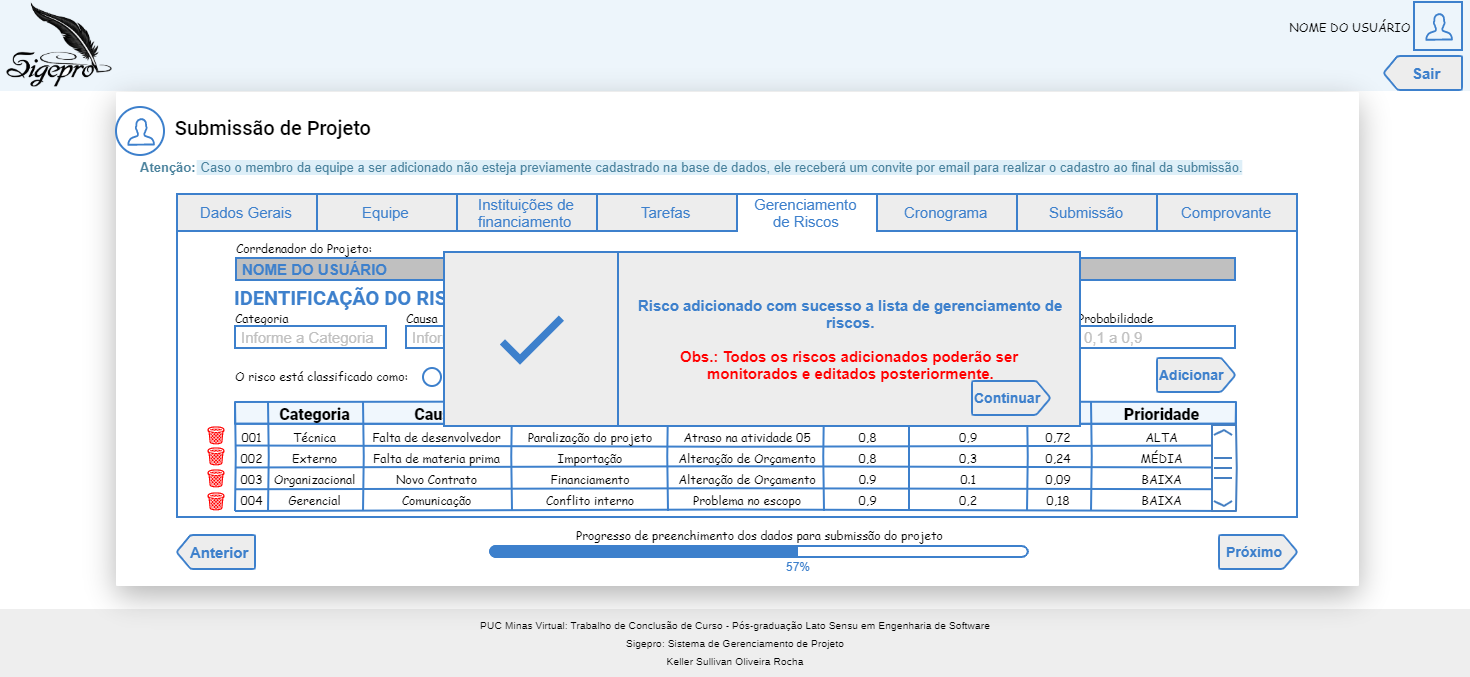 Sigepro
NOME DO USUÁRIO
Sair
Submissão de Projeto
Atenção: Caso o membro da equipe a ser adicionado não esteja previamente cadastrado na base de dados, ele receberá um convite por email para realizar o cadastro ao final da submissão.
Dados Gerais
Equipe
Instituições de
financiamento
Tarefas
Gerenciamento
de Riscos
Cronograma
Submissão
Comprovante
Corrdenador do Projeto:
NOME DO USUÁRIO
IDENTIFICAÇÃO DO RIS
Categoria Causa Probabilidade
Informe a Categoria Infor 0,1 a 0,9
O risco está classificado como:
Adicionar
Risco adicionado com sucesso a lista de gerenciamento de
riscos.
Obs.: Todos os riscos adicionados poderão ser
monitorados e editados posteriormente.
Continuar
Categoria Cau Prioridade
001 Técnica Falta de desenvolvedor Paralização do projeto Atraso na atividade 05 0,8 0,9 0,72 ALTA
002 Externo Falta de materia prima Importação Alteração de Orçamento 0,8 0,3 0,24 MÉDIA
003 Organizacional Novo Contrato Financiamento Alteração de Orçamento 0.9 0.1 0,09 BAIXA
004 Gerencial Comunicação Conflito interno Problema no escopo 0,9 0,2 0,18 BAIXA
Anterior
Progresso de preenchimento dos dados para submissão do projeto
57%
Próximo
PUC Minas Virtual: Trabalho de Conclusão de Curso - Pós-graduação Lato Sensu em Engenharia de Software
Sigepro: Sistema de Gerenciamento de Projeto
Keller Sullivan Oliveira Rocha